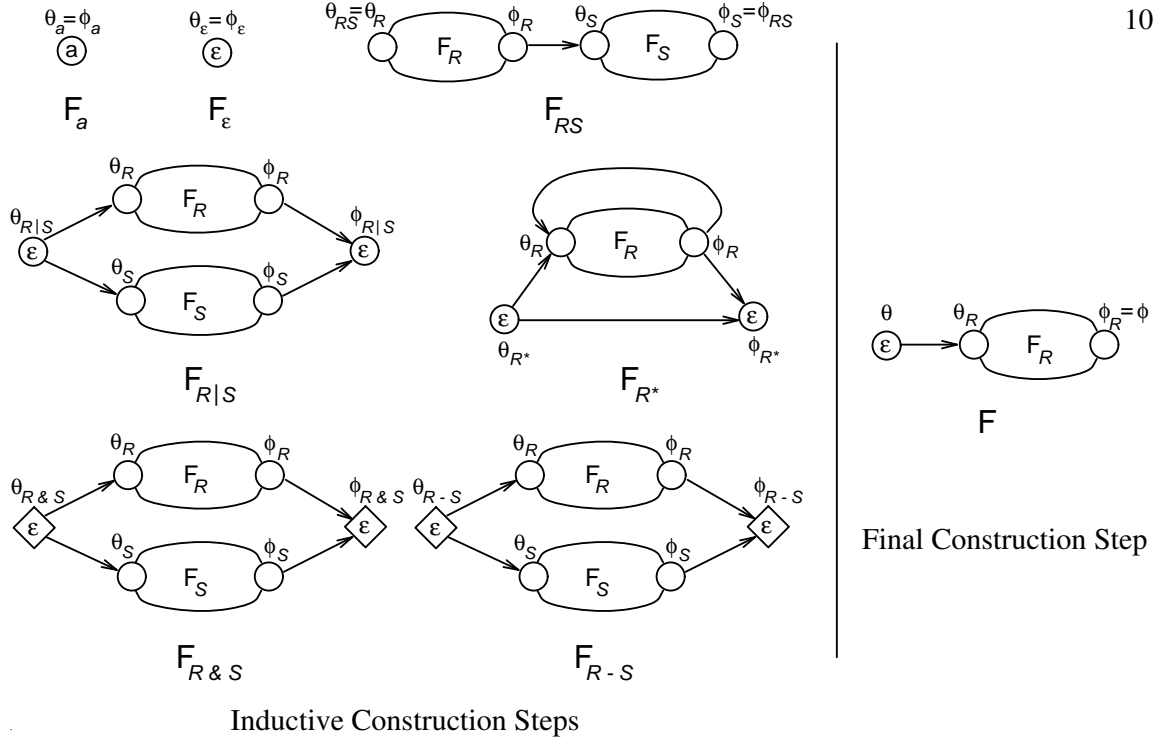 10
θa=ϕa θε=ϕε θRS=θR ϕR θS ϕS=ϕRS
a ε FR FS
Fa Fε FRS
θR ϕR
FR
θR|S ϕR|S θR FR ϕR
ε ε
θS ϕS
FS ε ε
θR* ϕR*
FR|S FR*
θ θR ϕR=ϕ
ε FR
F
θR ϕR θR ϕR
FR FR
θR & S ϕR & S θR - S ϕR - S
ε ε ε ε
θS ϕS θS ϕS
FS FS
FR & S FR - S
Final Construction Step
Inductive Construction Steps